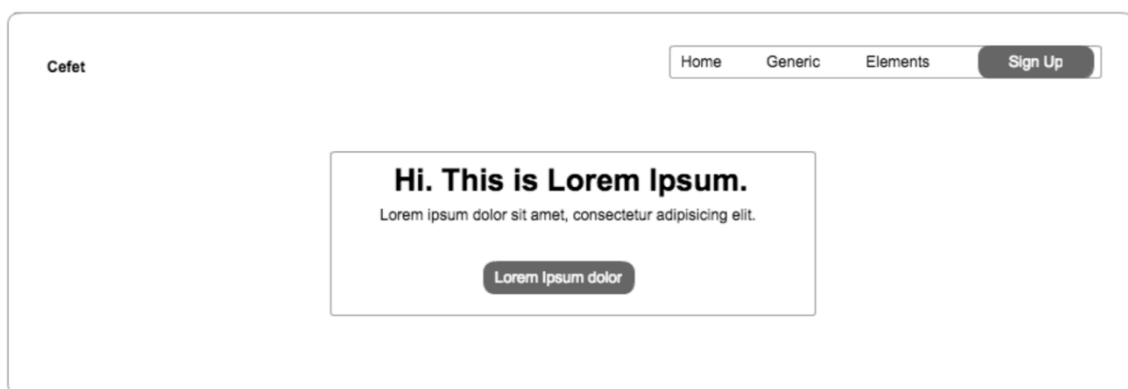 Cefet
Home Generic Elements Sign Up
Hi. This is Lorem Ipsum.
Lorem ipsum dolor sit amet, consectetur adipisicing elit.
Lorem Ipsum dolor